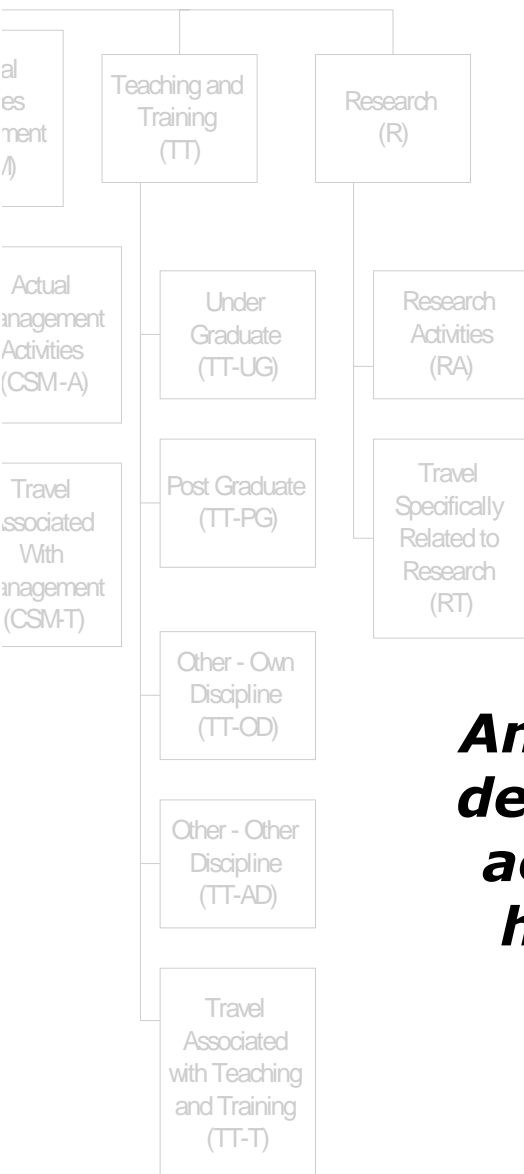 Teaching and
Training
(TT)
Research
(R)
Actual
Activities
(CSM-A)
Travel
With
(CSM-T)
Under
Graduate
(TT-UG)
Post Graduate
(TT-PG)
Other - Own
Discipline
(TT-OD)
Other - Other
Discipline
(TT-AD)
Travel
Associated
with Teaching
and Training
(TT-T)
Research
Activities
(RA)
Travel
Specifically
Related to
Research
(RT)